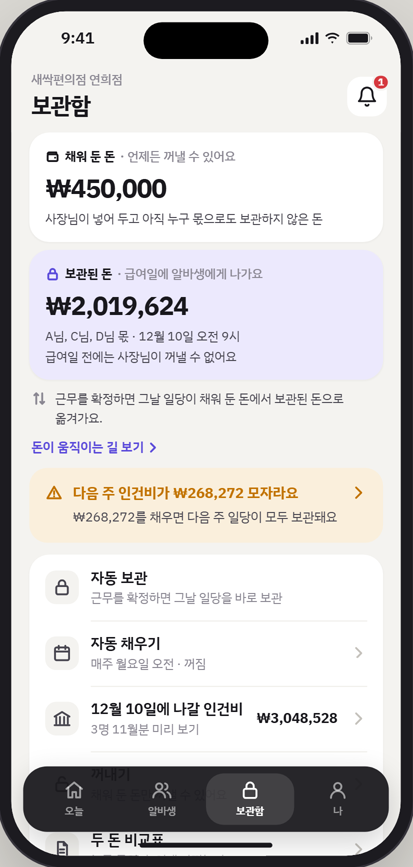 9:41
새싹편의점 연희점
보관함
1
채워 둔 돈 · 언제든 꺼낼 수 있어요
₩450,000
사장님이 넣어 두고 아직 누구 몫으로도 보관하지 않은 돈
보관된 돈 · 급여일에 알바생에게 나가요
₩2,019,624
A님, C님, D님 몫 · 12월 10일 오전 9시
급여일 전에는 사장님이 꺼낼 수 없어요
근무를 확정하면 그날 일당이 채워 둔 돈에서 보관된 돈으로
옮겨가요.
돈이 움직이는 길 보기
다음 주 인건비가 ₩268,272 모자라요
₩268,272를 채우면 다음 주 일당이 모두 보관돼요
자동 보관
근무를 확정하면 그날 일당을 바로 보관
자동 채우기
매주 월요일 오전 · 꺼짐
12월 10일에 나갈 인건비
₩3,048,528
3명 11월분 미리 보기
꺼내기
오늘
알바생
보관함
나
두 돈 비교표